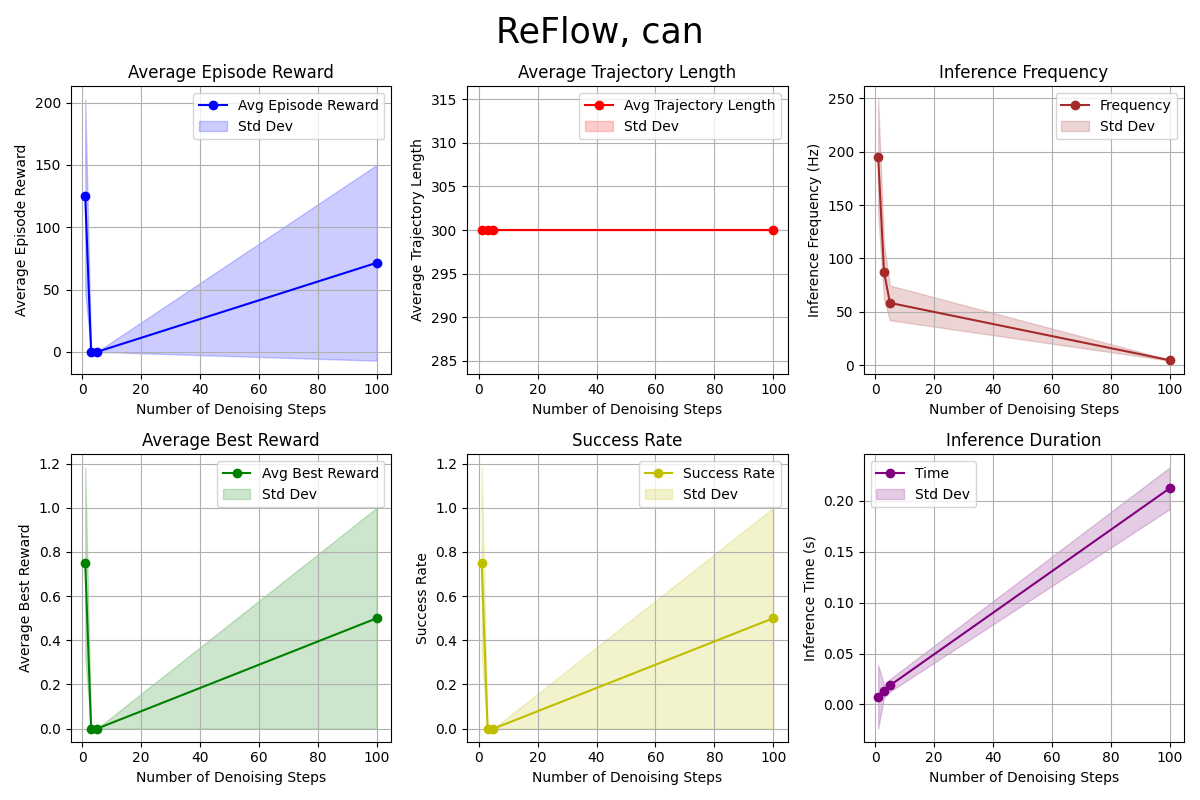 ReFlow, can
Average Episode Reward
Average Episode Reward
200
150
100
50
0
Avg Episode Reward
Std Dev
0 20 40 60 80 100
Number of Denoising Steps
Average Trajectory Length
Average Trajectory Length
315
310
305
300
295
290
285
Avg Trajectory Length
Std Dev
0 20 40 60 80 100
Number of Denoising Steps
Inference Frequency
Inference Frequency (Hz)
250
200
150
100
50
0
Frequency
Std Dev
0 20 40 60 80 100
Number of Denoising Steps
Average Best Reward
Average Best Reward
1.2
1.0
0.8
0.6
0.4
0.2
0.0
Avg Best Reward
Std Dev
0 20 40 60 80 100
Number of Denoising Steps
Success Rate
Success Rate
1.2
1.0
0.8
0.6
0.4
0.2
0.0
Success Rate
Std Dev
0 20 40 60 80 100
Number of Denoising Steps
Inference Duration
Inference Time (s)
0.20
0.15
0.10
0.05
0.00
Time
Std Dev
0 20 40 60 80 100
Number of Denoising Steps